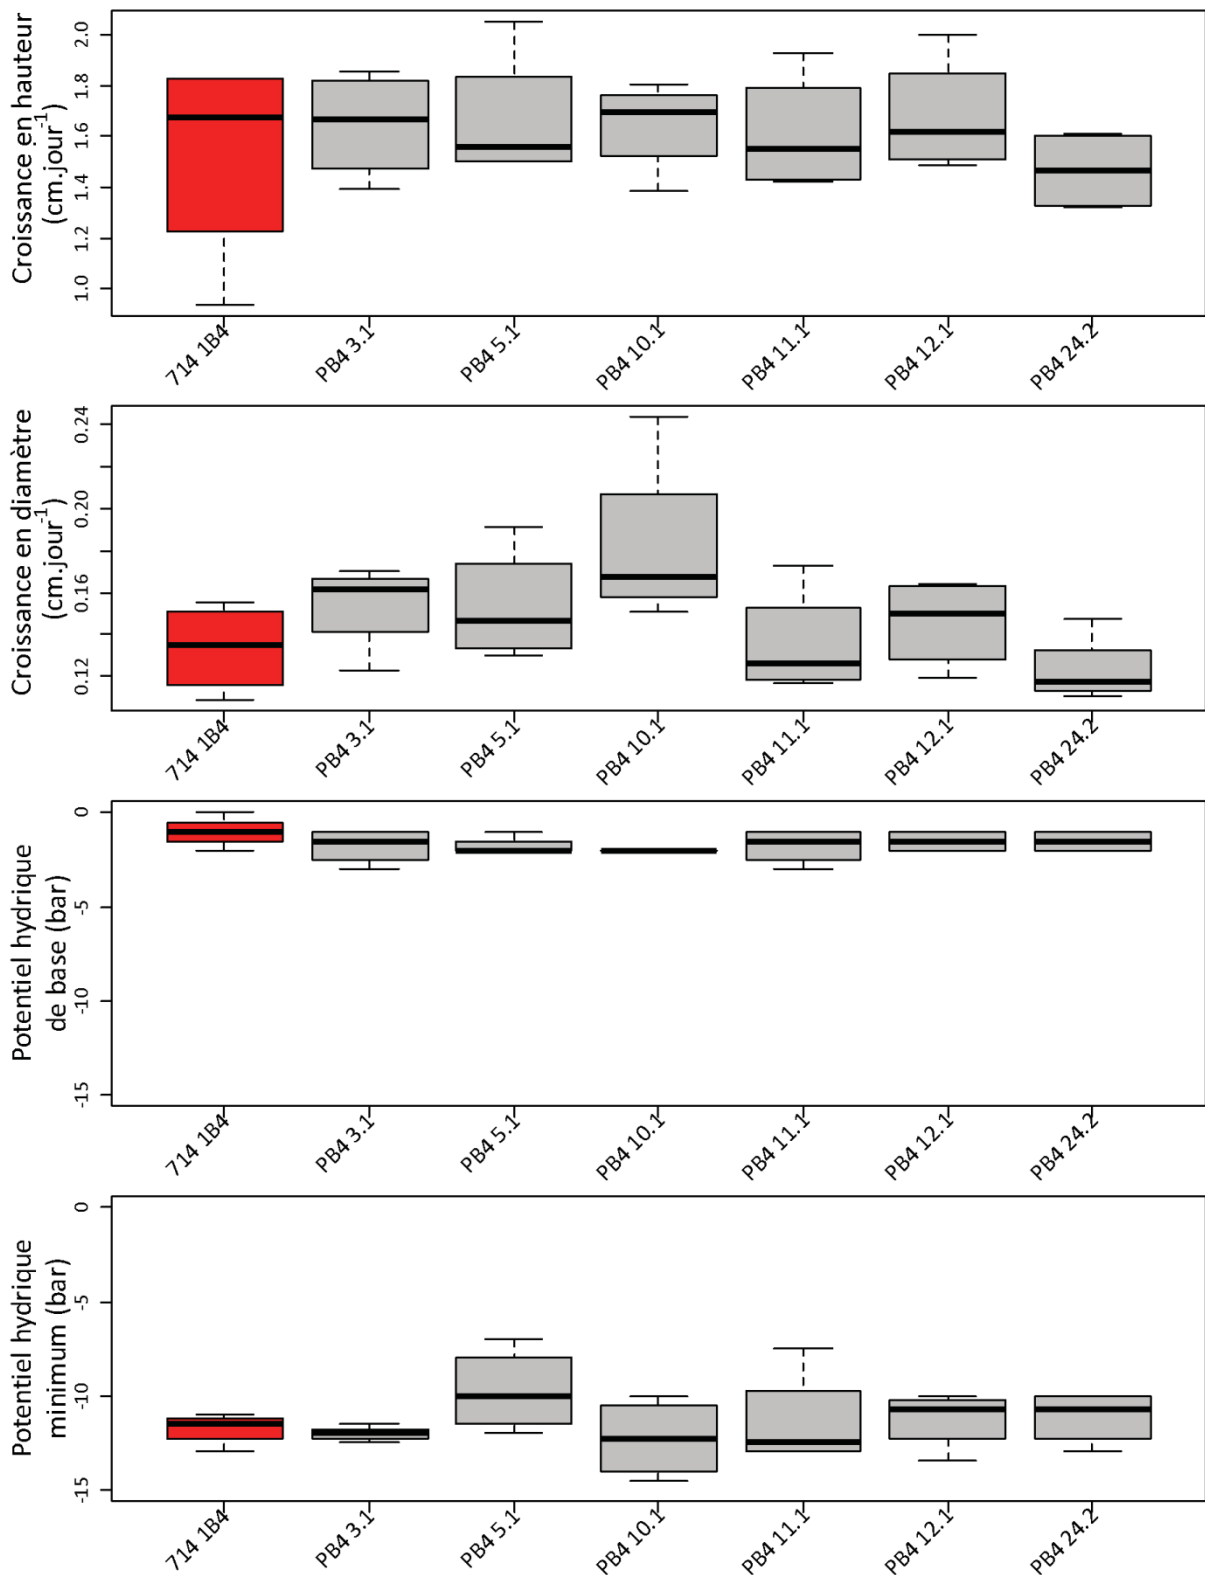 Croissance en hauteur
(cm.jour-1)
2.0
1.8
1.6
1.4
1.2
1.0
714 1B4
PB4 3.1
PB4 5.1
PB4 10.1
PB4 11.1
PB4 12.1
PB4 24.2
Croissance en diamètre
(cm.jour-1)
0.24
0.20
0.16
0.12
714 1B4
PB4 3.1
PB4 5.1
PB4 10.1
PB4 11.1
PB4 12.1
PB4 24.2
Potentiel hydrique
de base (bar)
0
-5
-10
-15
714 1B4
PB4 3.1
PB4 5.1
PB4 10.1
PB4 11.1
PB4 12.1
PB4 24.2
Potentiel hydrique
minimum (bar)
0
-5
-10
-15
714 1B4
PB4 3.1
PB4 5.1
PB4 10.1
PB4 11.1
PB4 12.1
PB4 24.2